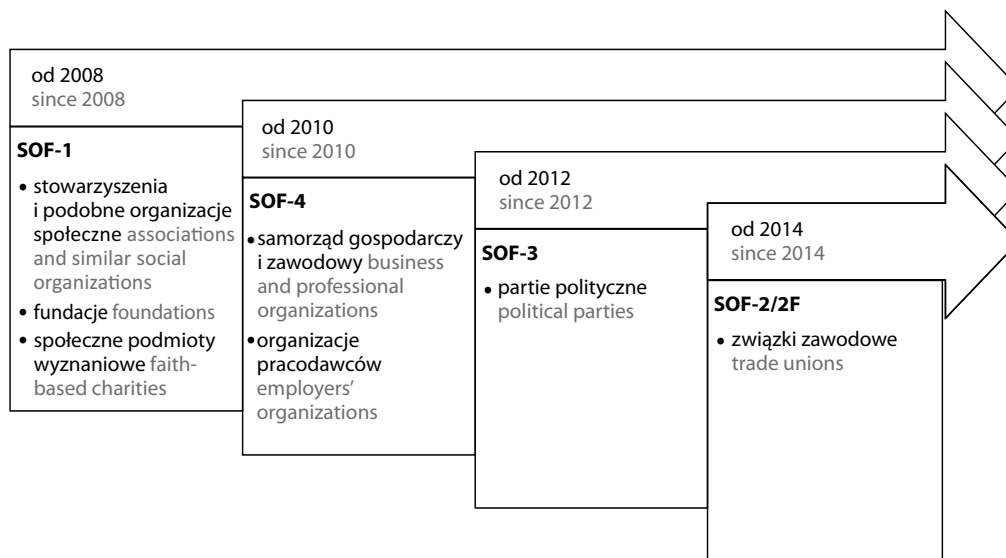 od 2008
since 2008
SOF-1
• stowarzyszenia
i podobne organizacje
społeczne associations
and similar social
organizations
• fundacje foundations
• społeczne podmioty
wyznaniowe faith-
based charities
od 2010
since 2010
SOF-4
• samorząd gospodarczy
i zawodowy business
and professional
organizations
• organizacje
pracodawców
employers’
organizations
od 2012
since 2012
SOF-3
• partie polityczne
political parties
od 2014
since 2014
SOF-2/2F
• związki zawodowe
trade unions